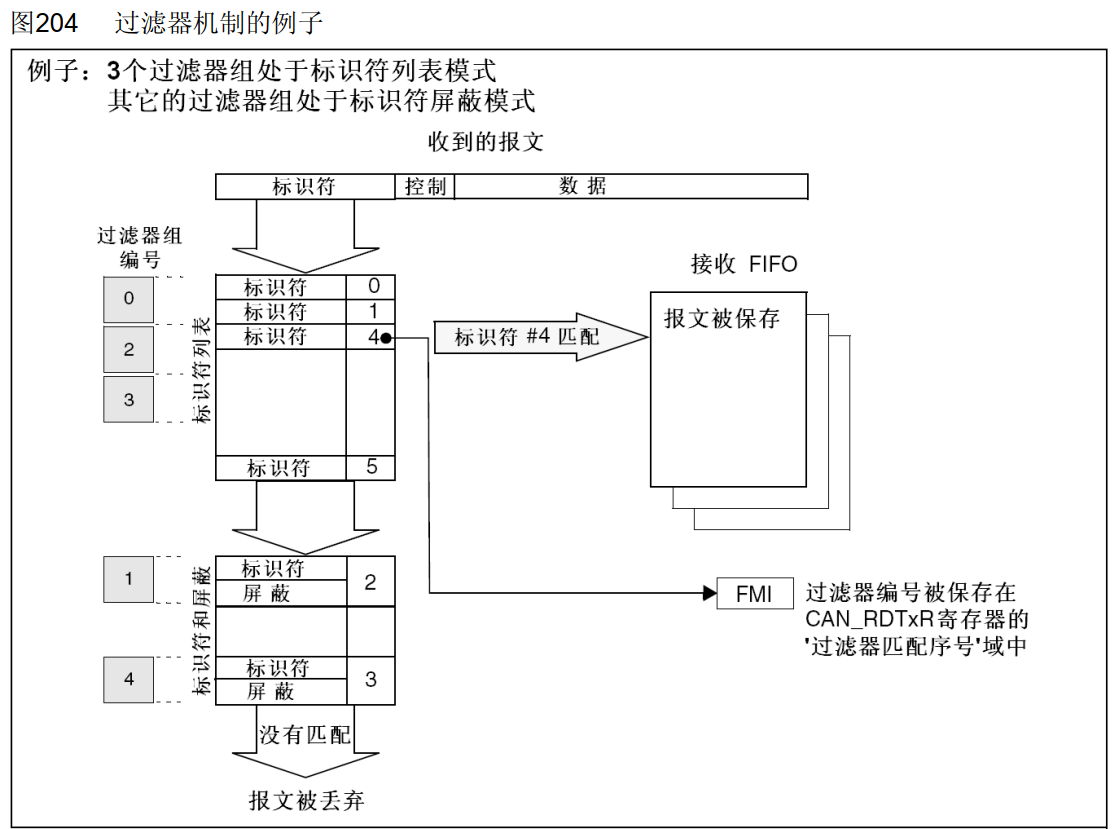 图204 过滤器机制的例子
例子：3个过滤器组处于标识符列表模式
其它的过滤器组处于标识符屏蔽模式
收到的报文
标识符 控制 数据
过滤器组
编号
0
2
3
标识符列表
标识符 0
标识符 1
标识符 4
标识符 5
标识符 #4 匹配
接收 FIFO
报文被保存
1
4
标识符和屏蔽
标识符
屏蔽
2
标识符
屏蔽
3
FMI
过滤器编号被保存在
CAN_RDTxR寄存器的
'过滤器匹配序号'域中
没有匹配
报文被丢弃